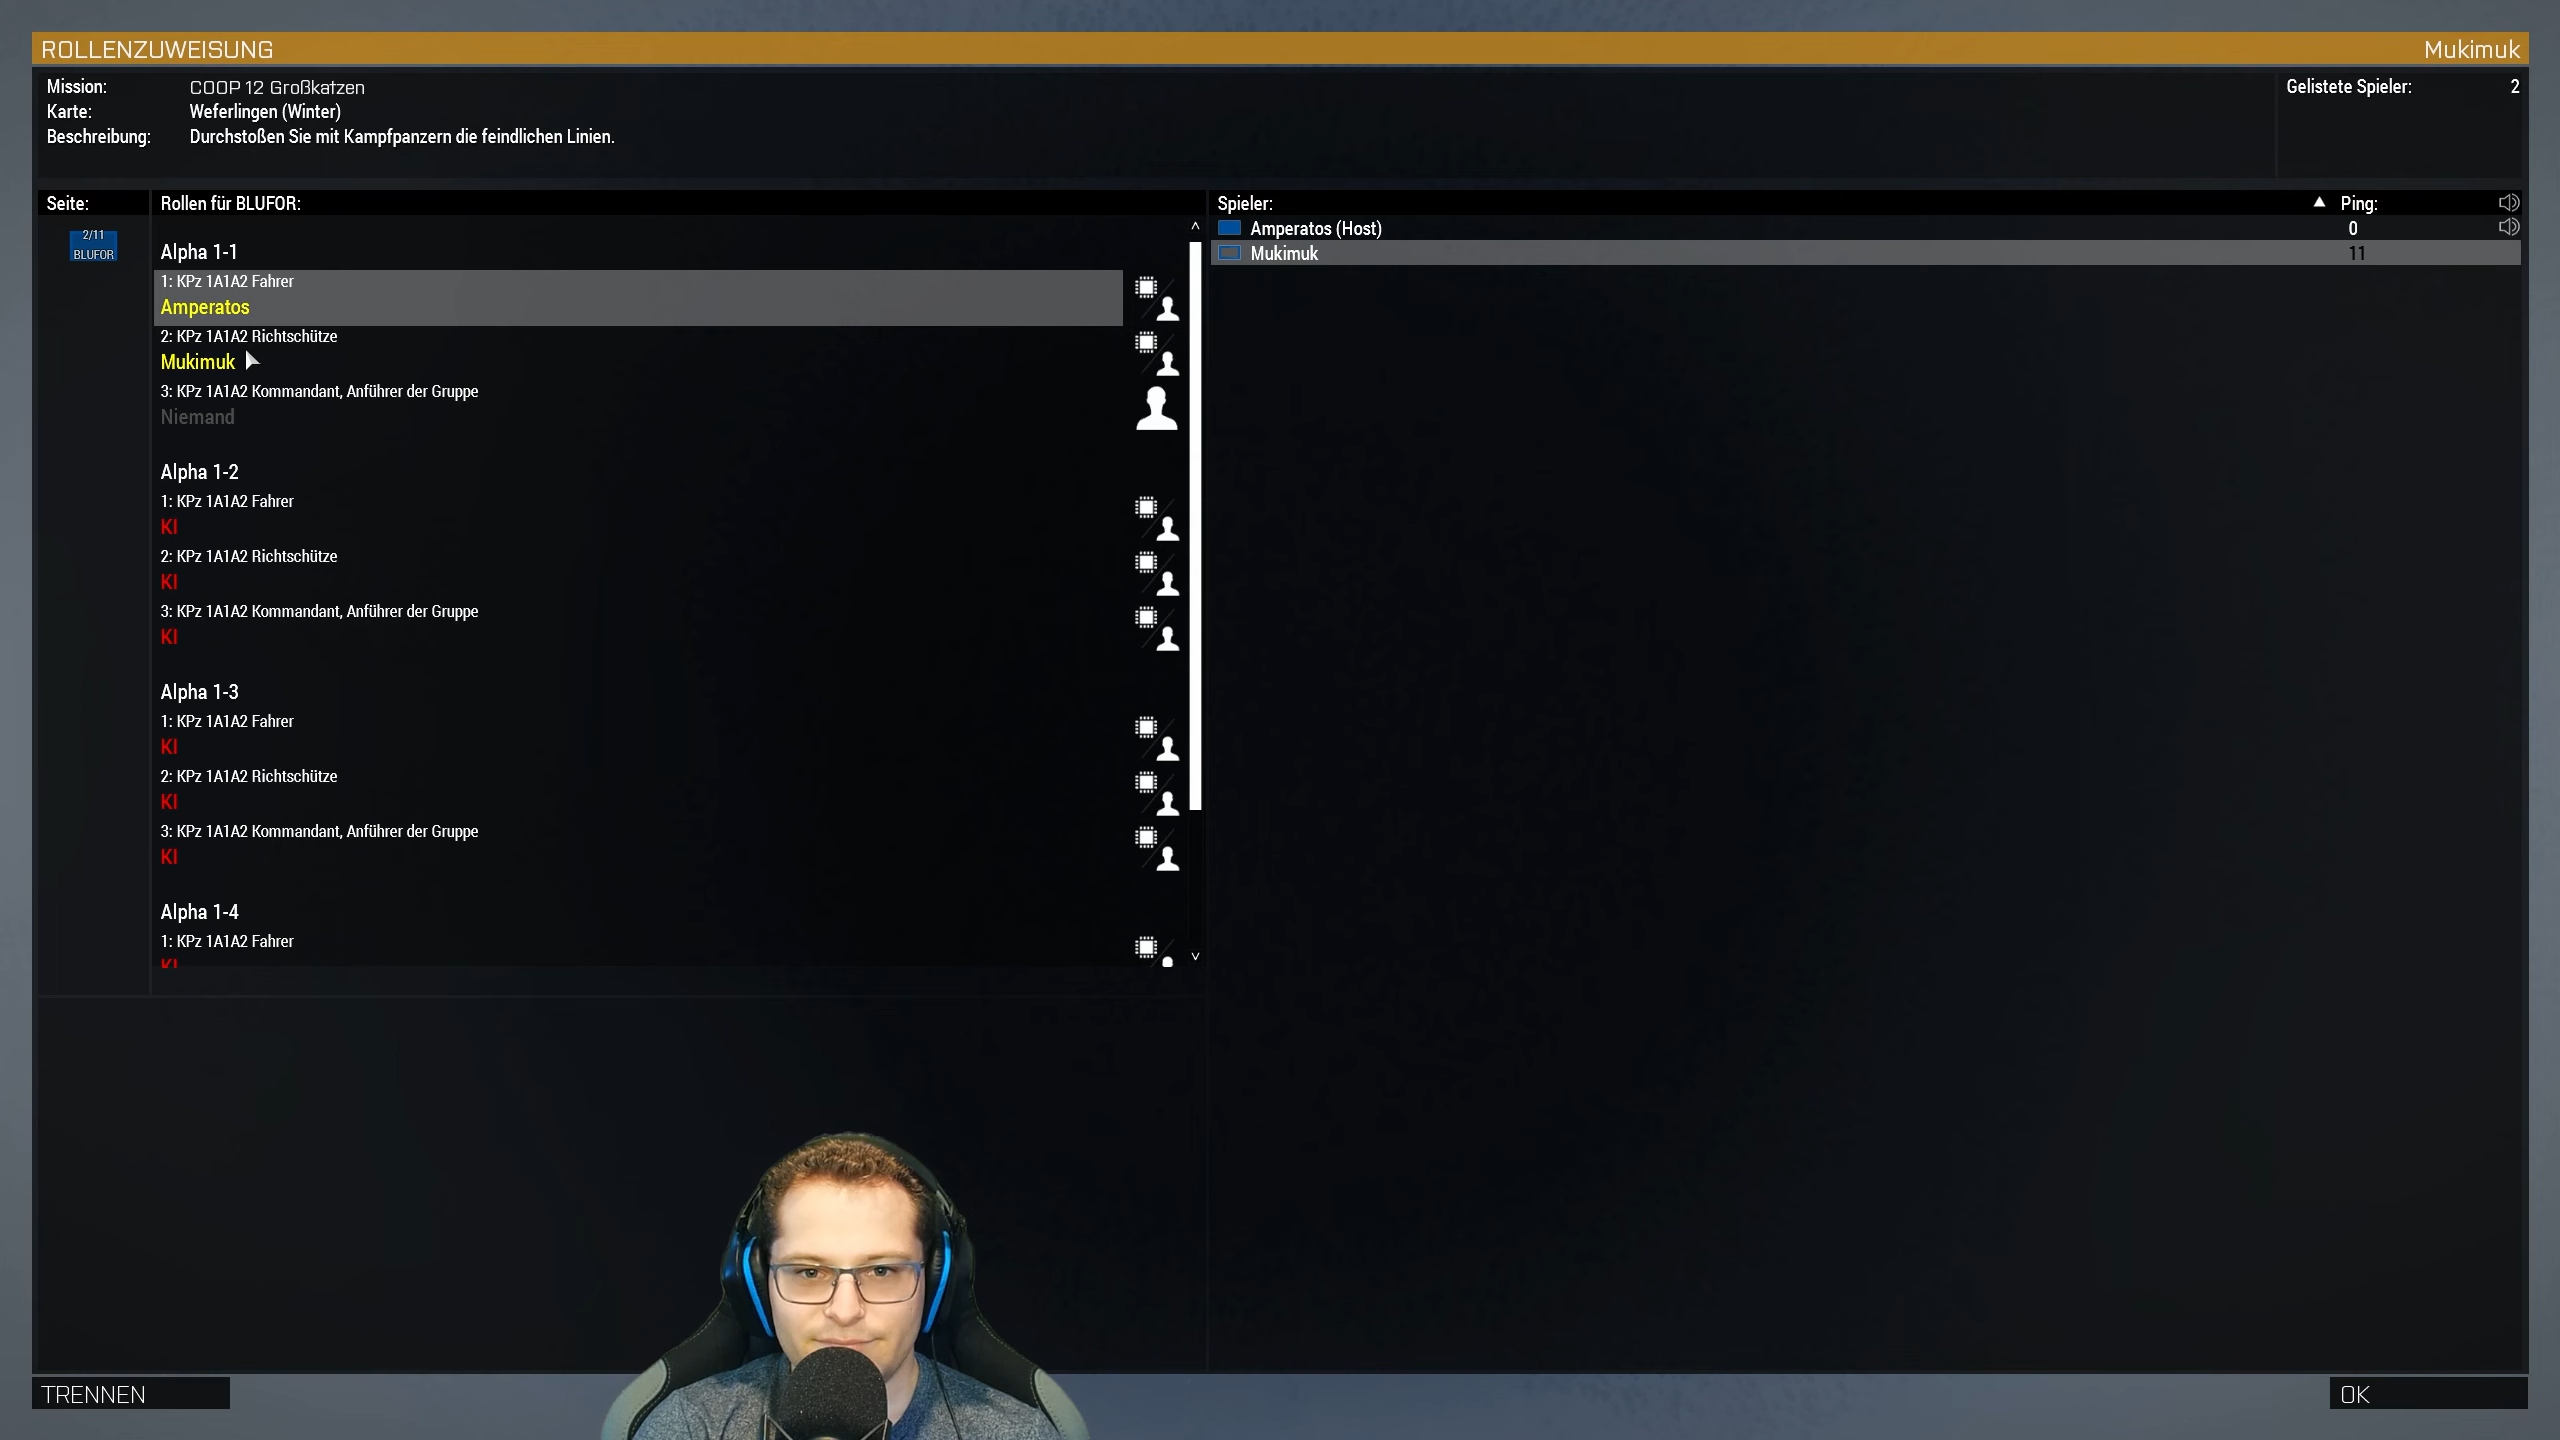 ROLLENZUWEISUNG
Mukimuk
Mission: COOP 12 Großkatzen
Karte: Weferlingen (Winter)
Beschreibung: Durchstoßen Sie mit Kampfpanzern die feindlichen Linien.
Gelistete Spieler: 2
Seite:
2/11
BLUFOR
Rollen für BLUFOR:
Alpha 1-1
1: KPz 1A1A2 Fahrer
Amperatos
2: KPz 1A1A2 Richtschütze
Mukimuk
3: KPz 1A1A2 Kommandant, Anführer der Gruppe
Niemand
Alpha 1-2
1: KPz 1A1A2 Fahrer
KI
2: KPz 1A1A2 Richtschütze
KI
3: KPz 1A1A2 Kommandant, Anführer der Gruppe
KI
Alpha 1-3
1: KPz 1A1A2 Fahrer
KI
2: KPz 1A1A2 Richtschütze
KI
3: KPz 1A1A2 Kommandant, Anführer der Gruppe
KI
Alpha 1-4
1: KPz 1A1A2 Fahrer
KI
Spieler: Ping:
Amperatos (Host) 0
Mukimuk 11
TRENNEN
OK